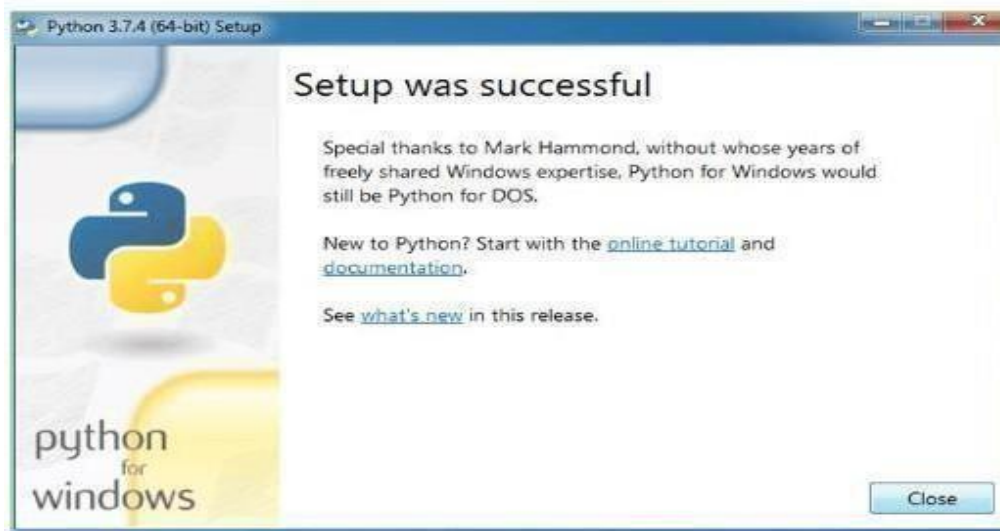 Python 3.7.4 (64-bit) Setup
Setup was successful
Special thanks to Mark Hammond, without whose years of
freely shared Windows expertise, Python for Windows would
still be Python for DOS.
New to Python? Start with the online tutorial and
documentation.
See what's new in this release.
python
for
windows
Close